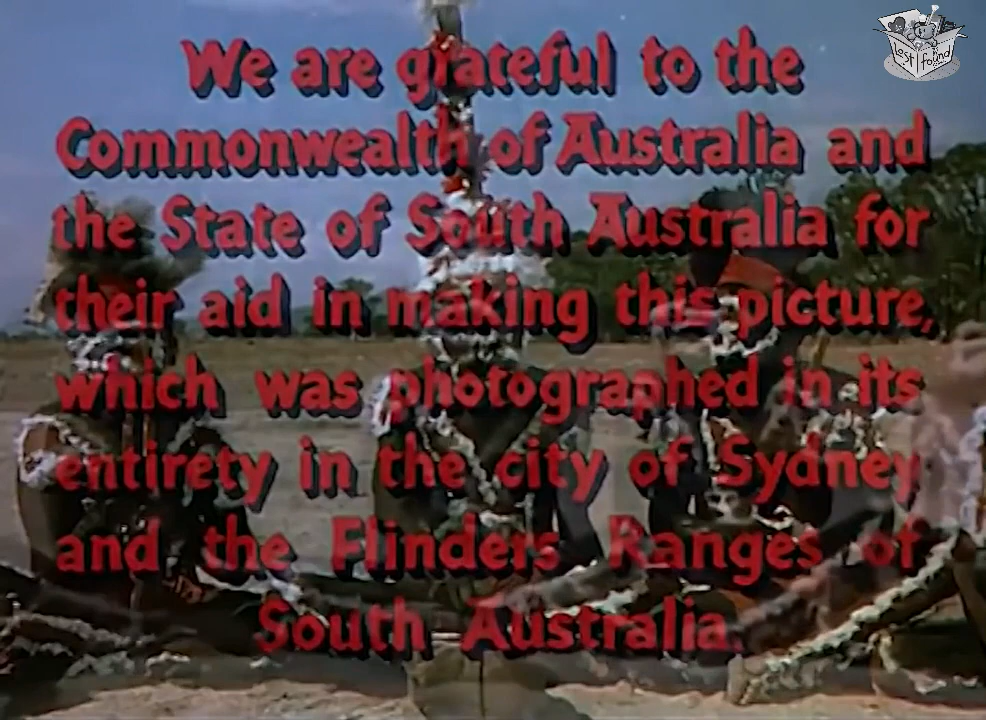 We are grateful to the
Commonwealth of Australia and
the State of South Australia for
their aid in making this picture,
which was photographed in its
entirety in the city of Sydney
and the Flinders Ranges of
South Australia.
Lost Found